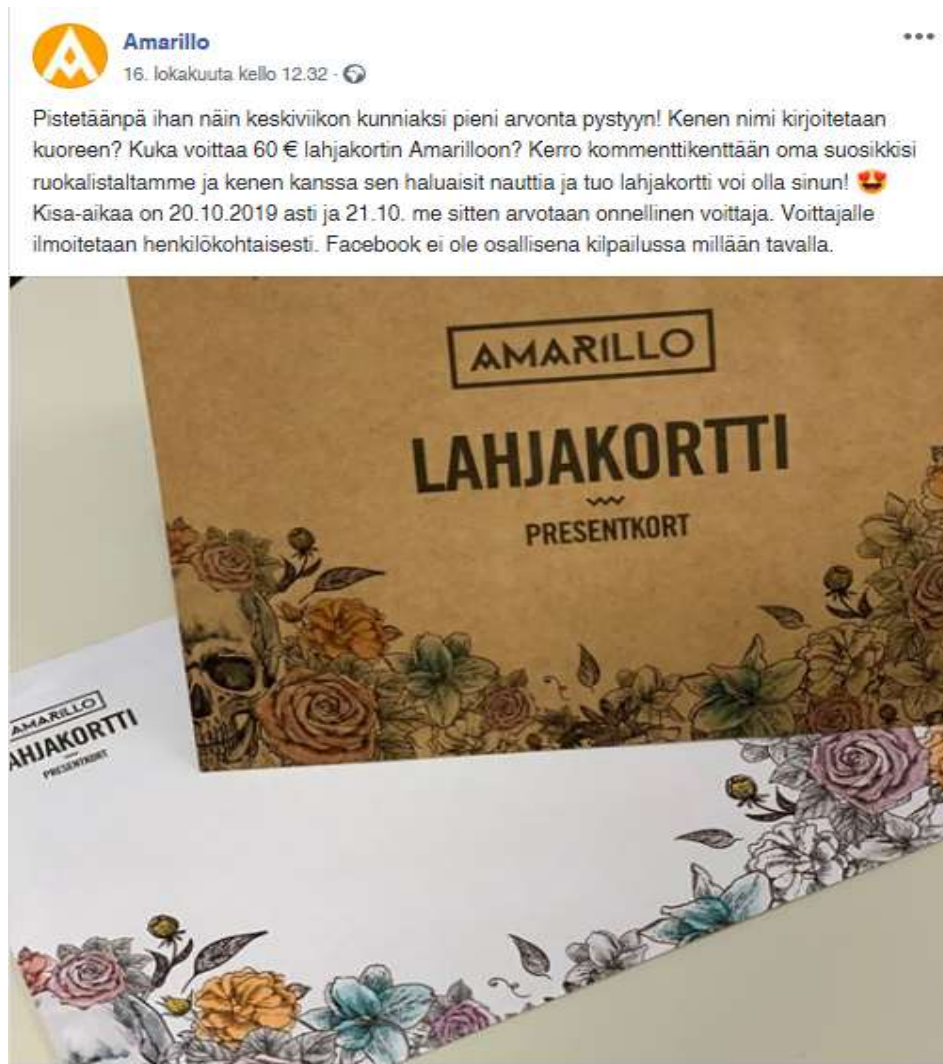 Amarillo
16. lokakuuta kello 12.32 ·
Pistetäänpä ihan näin keskiviikon kunniaksi pieni arvonta pystyyn! Kenen nimi kirjoitetaan
kuoreen? Kuka voittaa 60 € lahjakortin Amarilloon? Kerro kommenttikenttään oma suosikkisi
ruokalistaltamme ja kenen kanssa sen haluaisit nauttia ja tuo lahjakortti voi olla sinun! 😍
Kisa-aikaa on 20.10.2019 asti ja 21.10. me sitten arvotaan onnellinen voittaja. Voittajalle
ilmoitetaan henkilökohtaisesti. Facebook ei ole osallisena kilpailussa millään tavalla.
AMARILLO
LAHJAKORTTI
PRESENTKORT
AMARILLO
AHJAKORTTI
PRESENTKORT